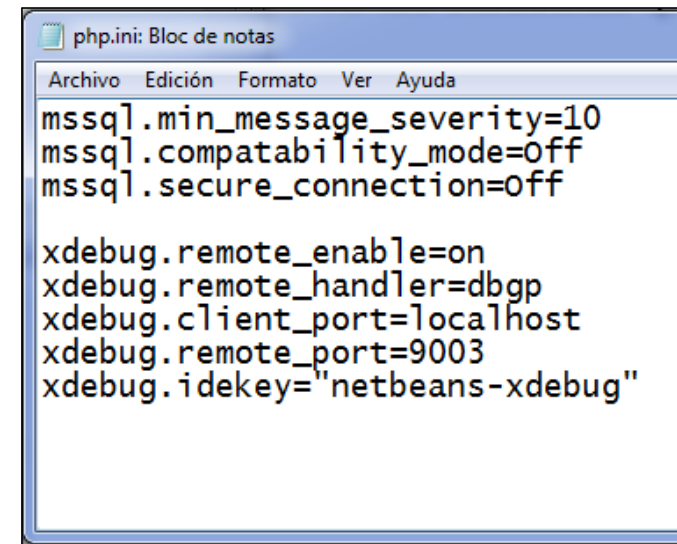 php.ini: Bloc de notas
Archivo Edición Formato Ver Ayuda
mssql.min_message_severity=10
mssql.compatability_mode=Off
mssql.secure_connection=Off
xdebug.remote_enable=on
xdebug.remote_handler=dbgp
xdebug.client_port=localhost
xdebug.remote_port=9003
xdebug.idekey="netbeans-xdebug"